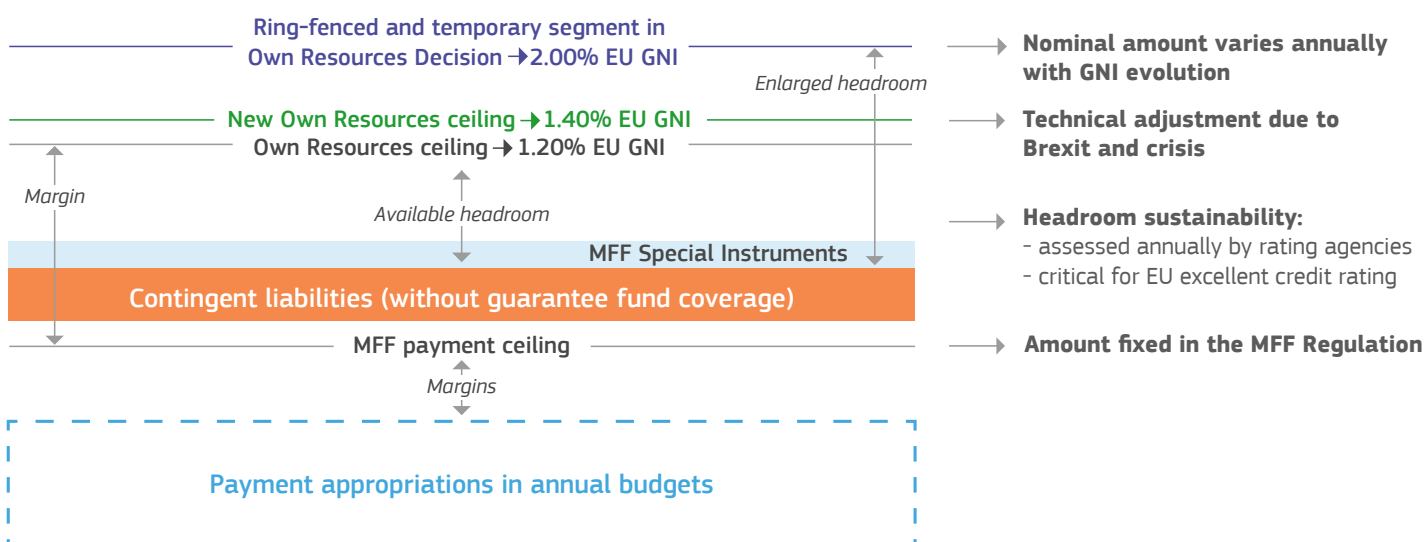 Ring-fenced and temporary segment in
Own Resources Decision → 2.00% EU GNI
Enlarged headroom
Nominal amount varies annually
with GNI evolution
New Own Resources ceiling → 1.40% EU GNI
Own Resources ceiling → 1.20% EU GNI
Technical adjustment due to
Brexit and crisis
Margin
Available headroom
Headroom sustainability:
- assessed annually by rating agencies
- critical for EU excellent credit rating
MFF Special Instruments
Contingent liabilities (without guarantee fund coverage)
MFF payment ceiling
Amount fixed in the MFF Regulation
Margins
Payment appropriations in annual budgets